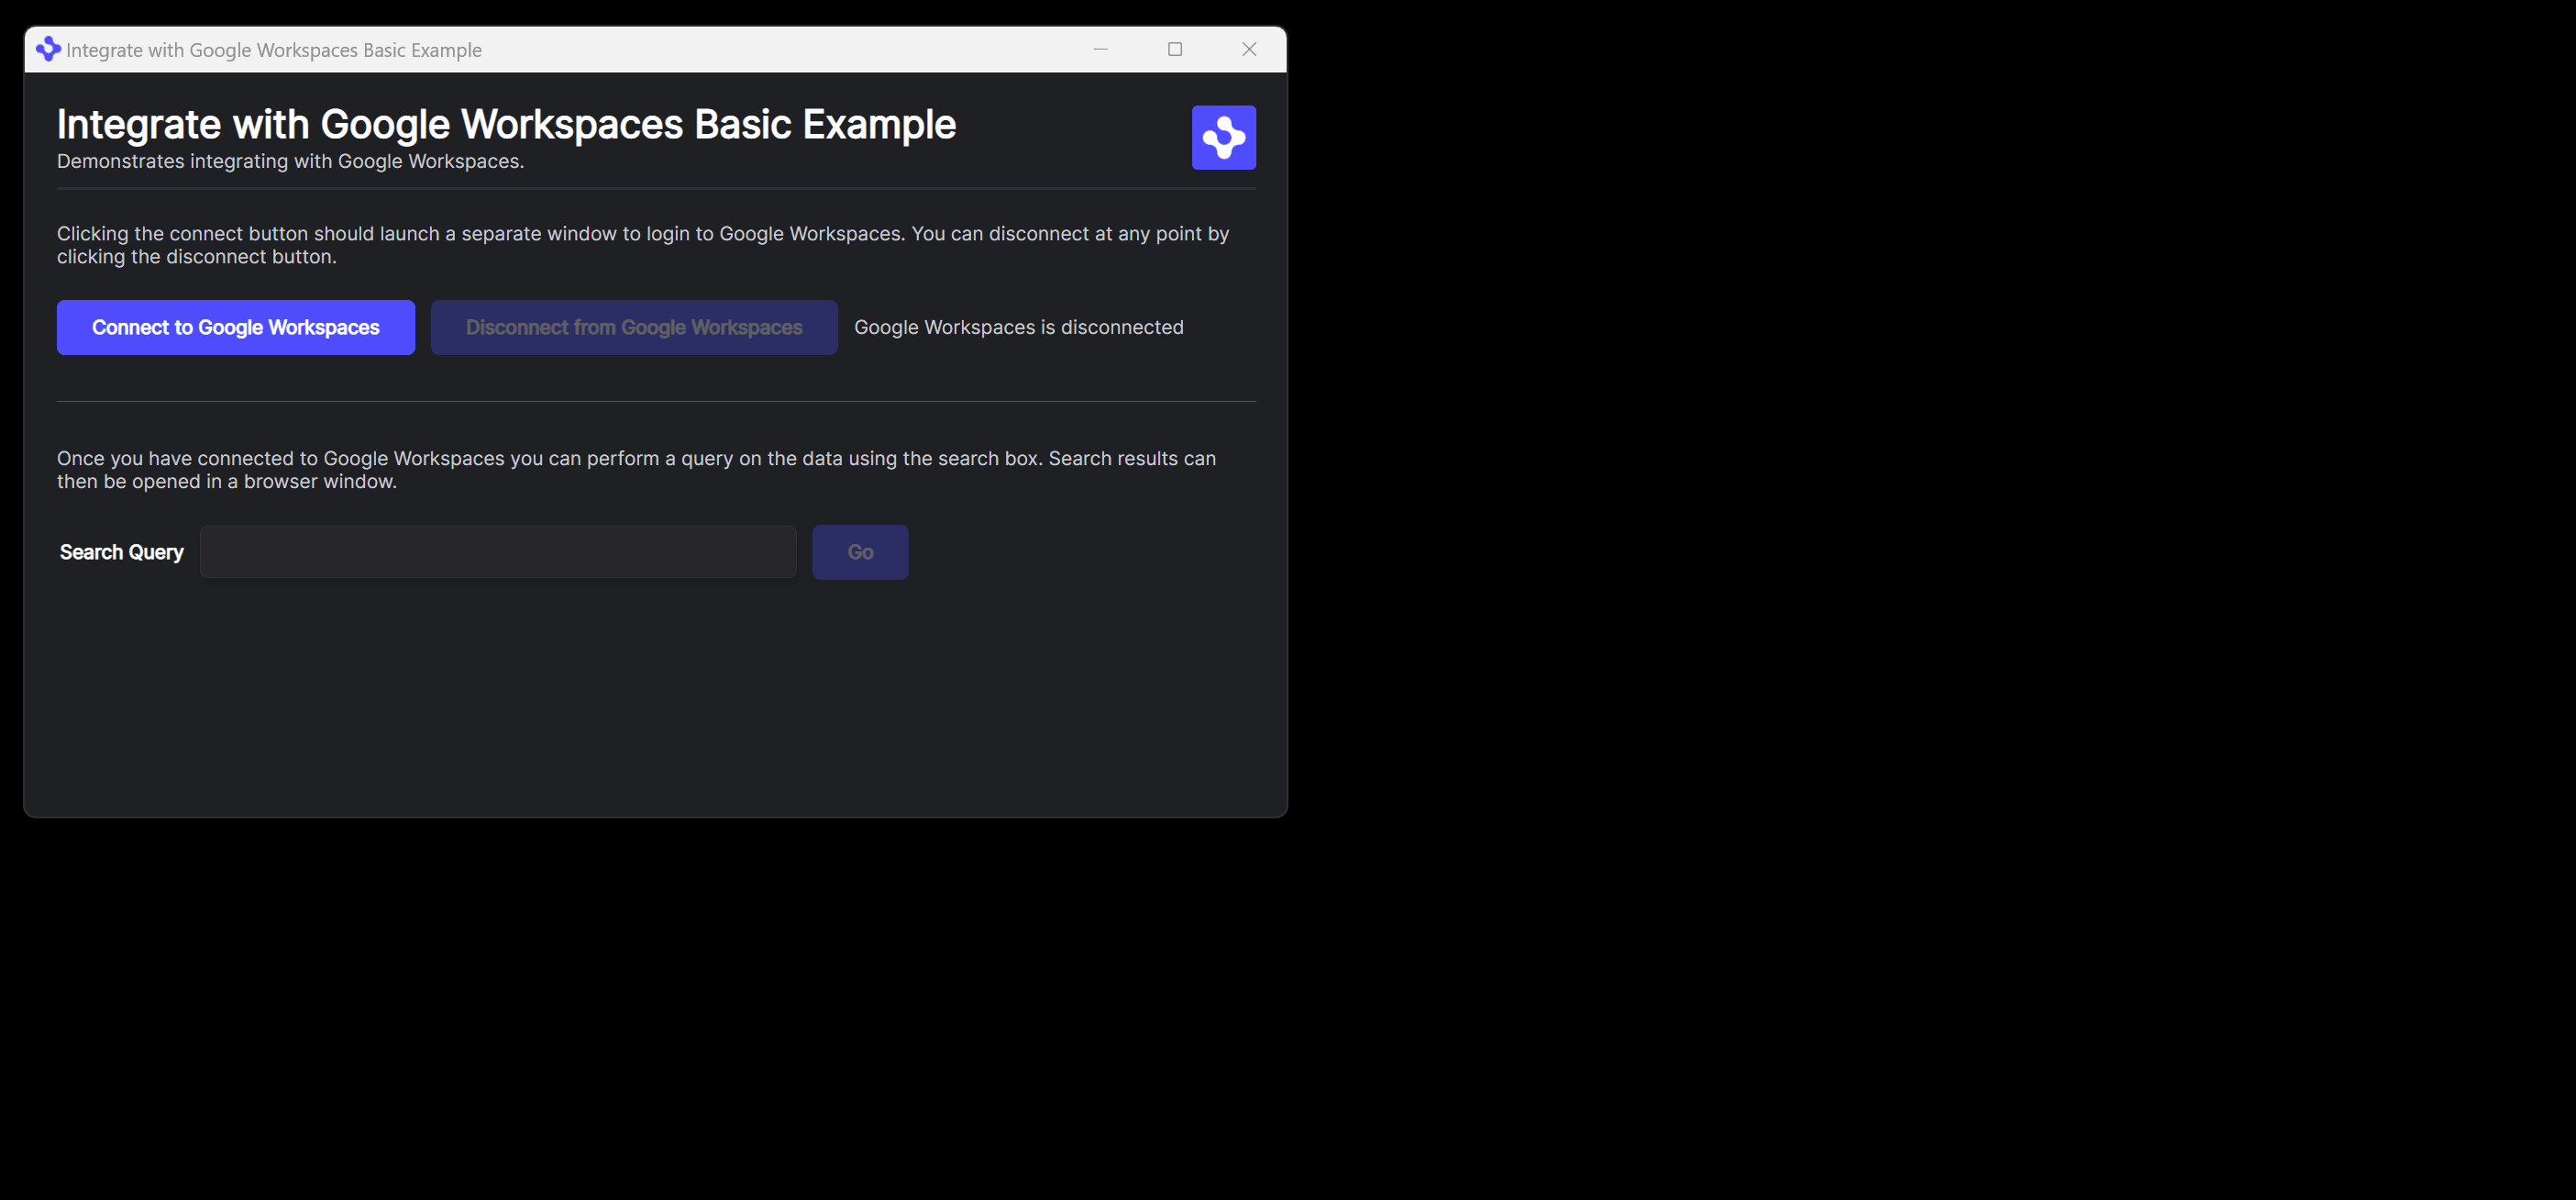 Integrate with Google Workspaces Basic Example
Integrate with Google Workspaces Basic Example
Demonstrates integrating with Google Workspaces.
Clicking the connect button should launch a separate window to login to Google Workspaces. You can disconnect at any point by
clicking the disconnect button.
Connect to Google Workspaces
Disconnect from Google Workspaces
Google Workspaces is disconnected
Once you have connected to Google Workspaces you can perform a query on the data using the search box. Search results can
then be opened in a browser window.
Search Query
Go